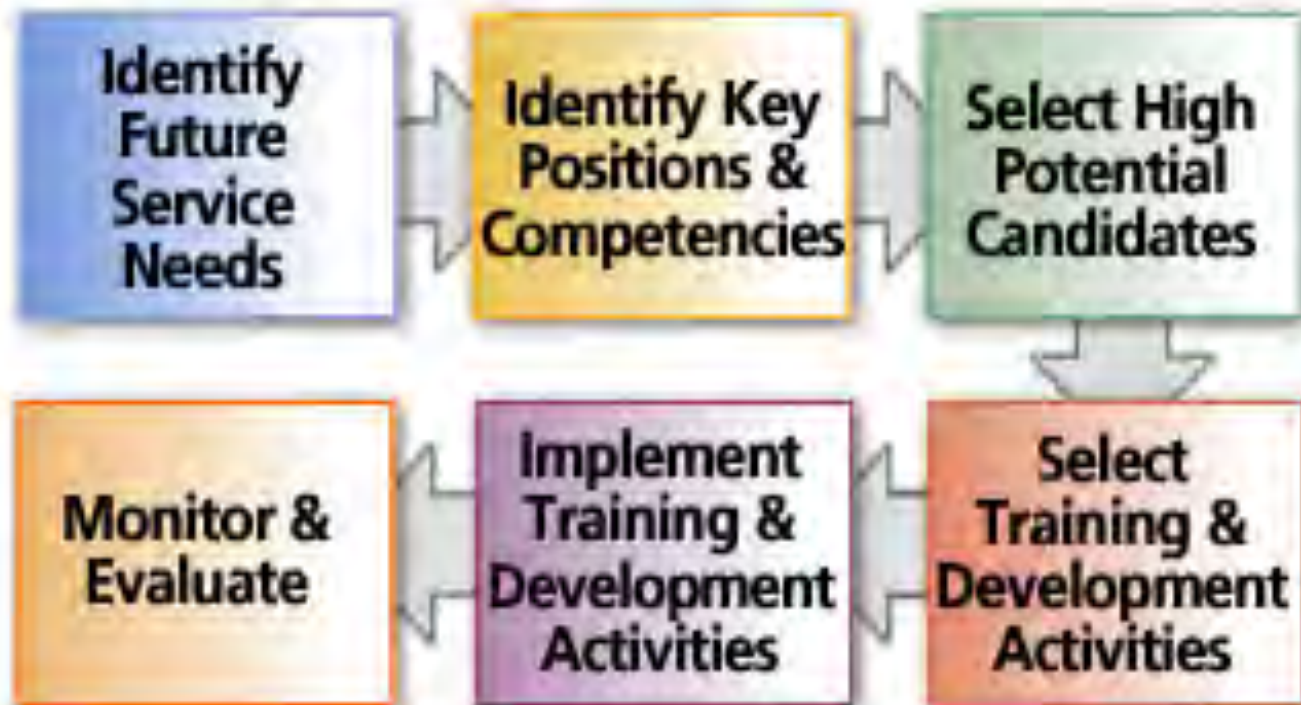 Identify
Future
Service
Needs
Identify Key
Positions &
Competencies
Select High
Potential
Candidates
Select
Training &
Development
Activities
Implement
Training &
Development
Activities
Monitor &
Evaluate